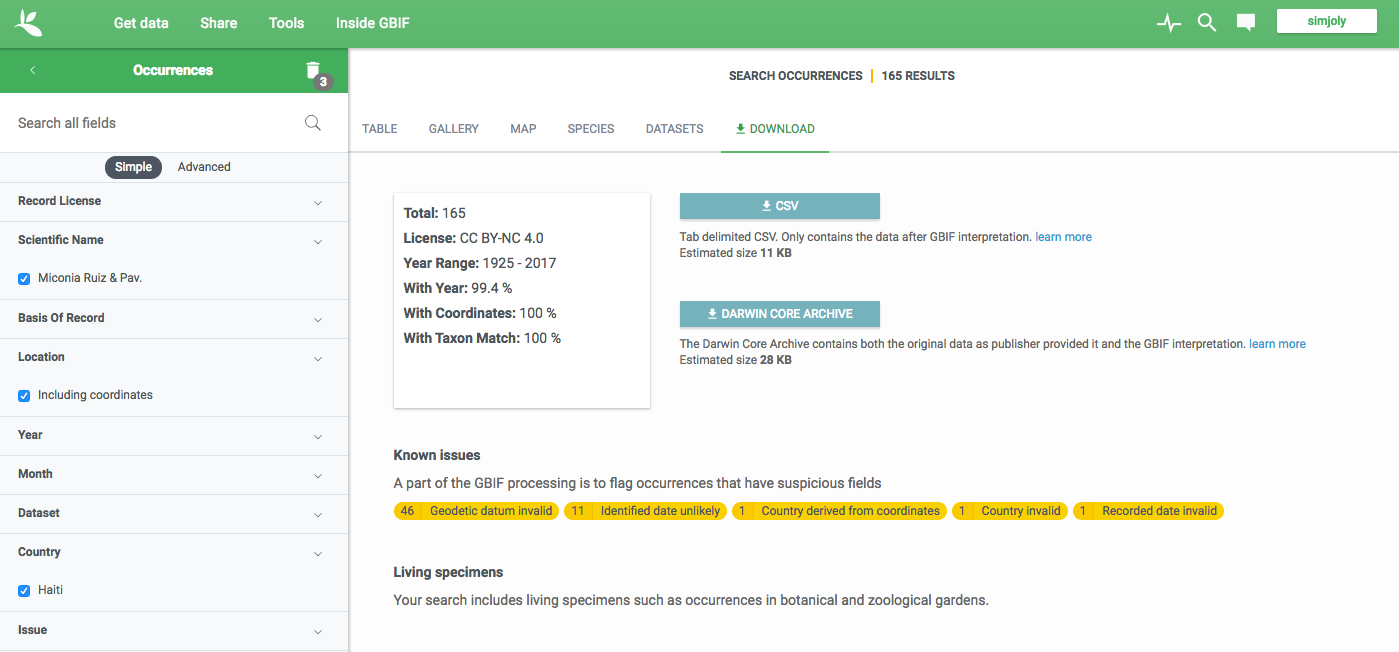 Get data Share Tools Inside GBIF simjoly
Occurrences 3
Search all fields
Simple Advanced
Record License
Scientific Name
Miconia Ruiz & Pav.
Basis Of Record
Location
Including coordinates
Year
Month
Dataset
Country
Haiti
Issue
SEARCH OCCURRENCES | 165 RESULTS
TABLE GALLERY MAP SPECIES DATASETS DOWNLOAD
Total: 165
License: CC BY-NC 4.0
Year Range: 1925 - 2017
With Year: 99.4 %
With Coordinates: 100 %
With Taxon Match: 100 %
CSV
Tab delimited CSV. Only contains the data after GBIF interpretation. learn more
Estimated size 11 KB
DARWIN CORE ARCHIVE
The Darwin Core Archive contains both the original data as publisher provided it and the GBIF interpretation. learn more
Estimated size 28 KB
Known issues
A part of the GBIF processing is to flag occurrences that have suspicious fields
46 Geodetic datum invalid 11 Identified date unlikely 1 Country derived from coordinates 1 Country invalid 1 Recorded date invalid
Living specimens
Your search includes living specimens such as occurrences in botanical and zoological gardens.